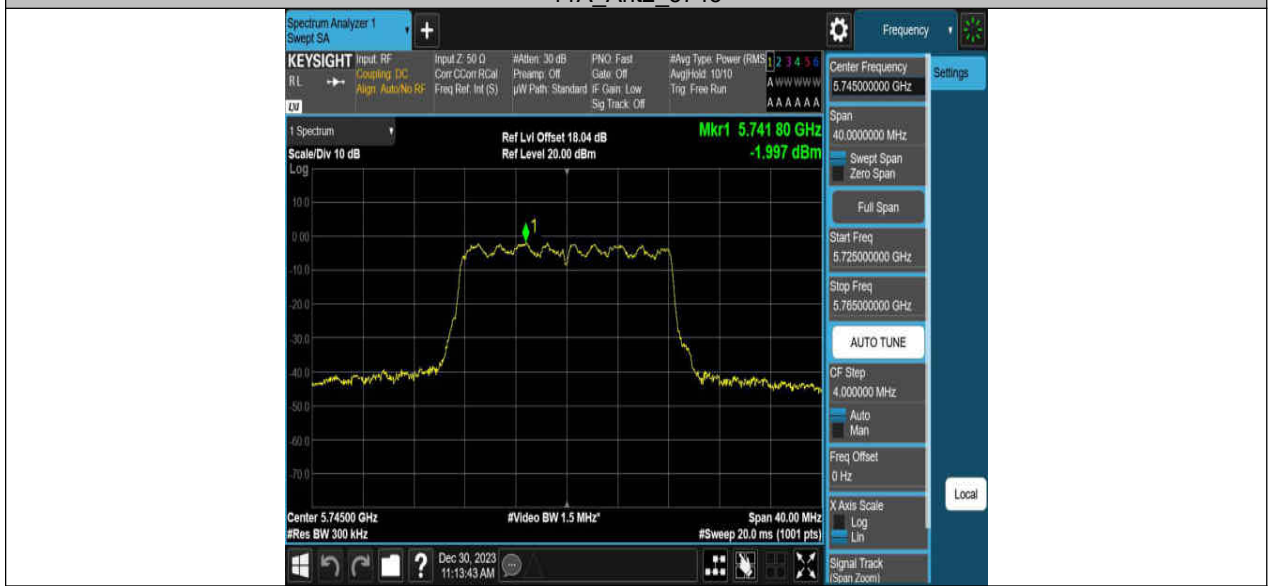 Spectrum Analyzer 1
Swept SA
+
Frequency
KEYSIGHT
RL
LXI
Input: RF
Coupling: DC
Align: Auto/No RF
Input Z: 50 Ω
Corr CCorr RCal
Freq Ref: Int (S)
#Atten: 30 dB
Preamp: Off
µW Path: Standard
PNO: Fast
Gate: Off
IF Gain: Low
Sig Track: Off
#Avg Type: Power (RMS
Avg|Hold: 10/10
Trig: Free Run
1 2 3 4 5 6
A W W W W W
A A A A A A
1 Spectrum
Scale/Div 10 dB
Log
Ref Lvl Offset 18.04 dB
Ref Level 20.00 dBm
Mkr1 5.741 80 GHz
-1.997 dBm
10.0
0.00
-10.0
-20.0
-30.0
-40.0
-50.0
-60.0
-70.0
1
Center 5.74500 GHz
#Res BW 300 kHz
#Video BW 1.5 MHz*
Span 40.00 MHz
#Sweep 20.0 ms (1001 pts)
Dec 30, 2023
11:13:43 AM
Center Frequency
5.745000000 GHz
Settings
Span
40.0000000 MHz
Swept Span
Zero Span
Full Span
Start Freq
5.725000000 GHz
Stop Freq
5.765000000 GHz
AUTO TUNE
CF Step
4.000000 MHz
Auto
Man
Freq Offset
0 Hz
X Axis Scale
Log
Lin
Local
Signal Track
(Span Zoom)